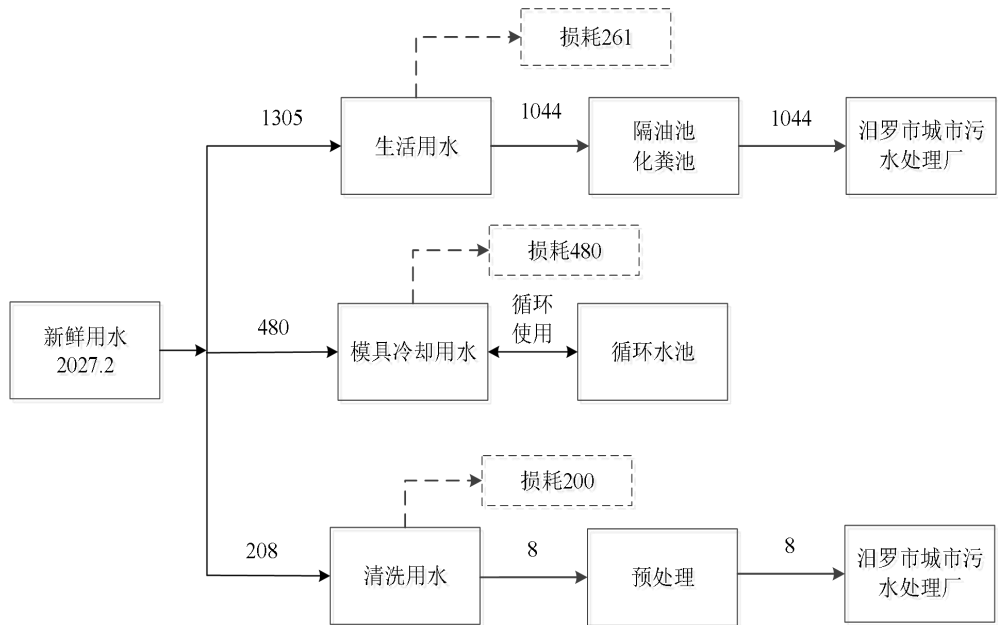 损耗261
1305
生活用水
1044
隔油池
化粪池
1044
汨罗市城市污
水处理厂
损耗480
新鲜用水
2027.2
480
模具冷却用水
循环
使用
循环水池
损耗200
208
清洗用水
8
预处理
8
汨罗市城市污
水处理厂